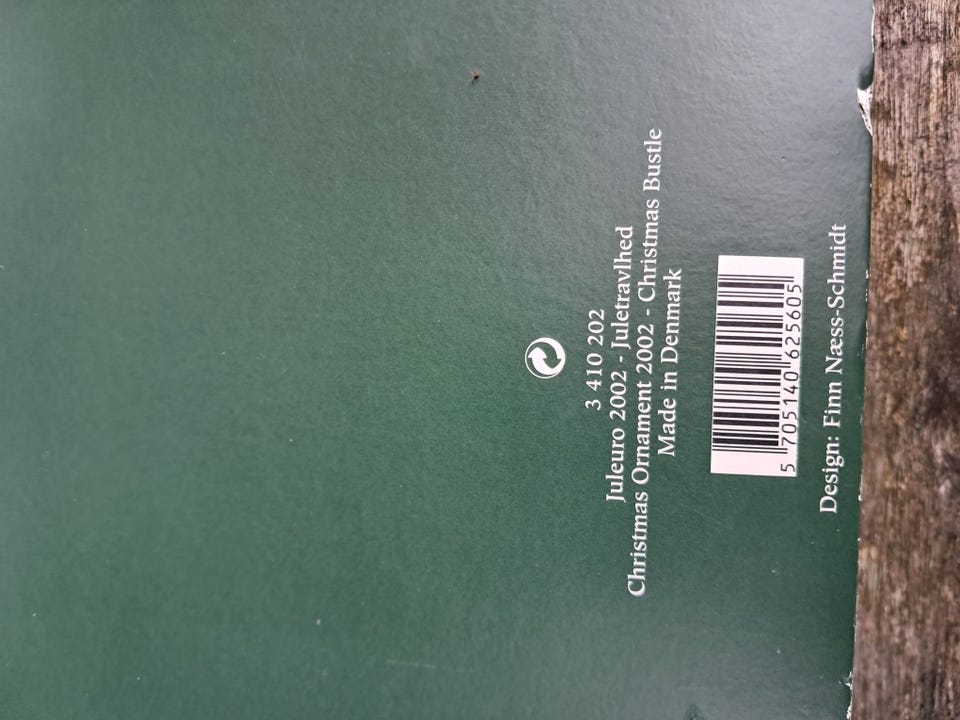 3 410 202
Juleuro 2002 - Juletravlhed
Christmas Ornament 2002 - Christmas Bustle
Made in Denmark
5 705140 625605
Design: Finn Næss-Schmidt